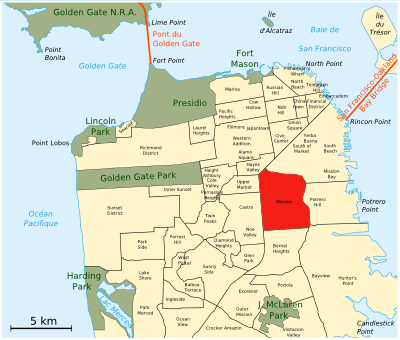 Golden Gate N.R.A.
Lime Point
Île
d'Alcatraz
Île
du
Trésor
Pont du
Golden Gate
Baie de
San Francisco
Point
Bonita
Golden Gate
Fort Point
Fort
Mason
North Point
San Francisco-Oakland
Bay Bridge
Fisherman's
Wharf
North
Beach
Telegraph
Hill
Embarcadero
Marina
Russian
Hill
Presidio
Cow
Hollow
Nob
Hill
China
Town
Financial
District
Pacific
Heights
Rincon Point
Lincoln
Park
Sea Cliff
Laurel
Heights
Fillmore
Japantown
Union
Square
Civic
Center
Yerba
Buena
South of
Market
South
Beach
Point Lobos
Richmond
District
Western
Addition
Alamo
Square
Hayes
Valley
Mission
Bay
Golden Gate Park
Haight
Ashbury
Cole
Valley
Parnassus
Heights
Upper
Market
Inner Sunset
Mission
Potrero
Hill
Potrero
Point
Océan
Pacifique
Sunset
District
Twin
Peaks
Castro
Noe
Valley
Park
Side
Forrest
Hill
Diamond
Heights
Bernal
Heights
West
Portal
Glen
Park
Sunny
Side
Harding
Park
Lake
Shore
Balboa
Terrace
Excelsior
Portola
Bayview
Hunter's
Point
Lac Merced
Park
Merced
Ingleside
Outer
Mission
J. McLaren
Park
5 km
Ocean
View
Crocker Amazon
Visitacion
Valley
Candlestick
Point